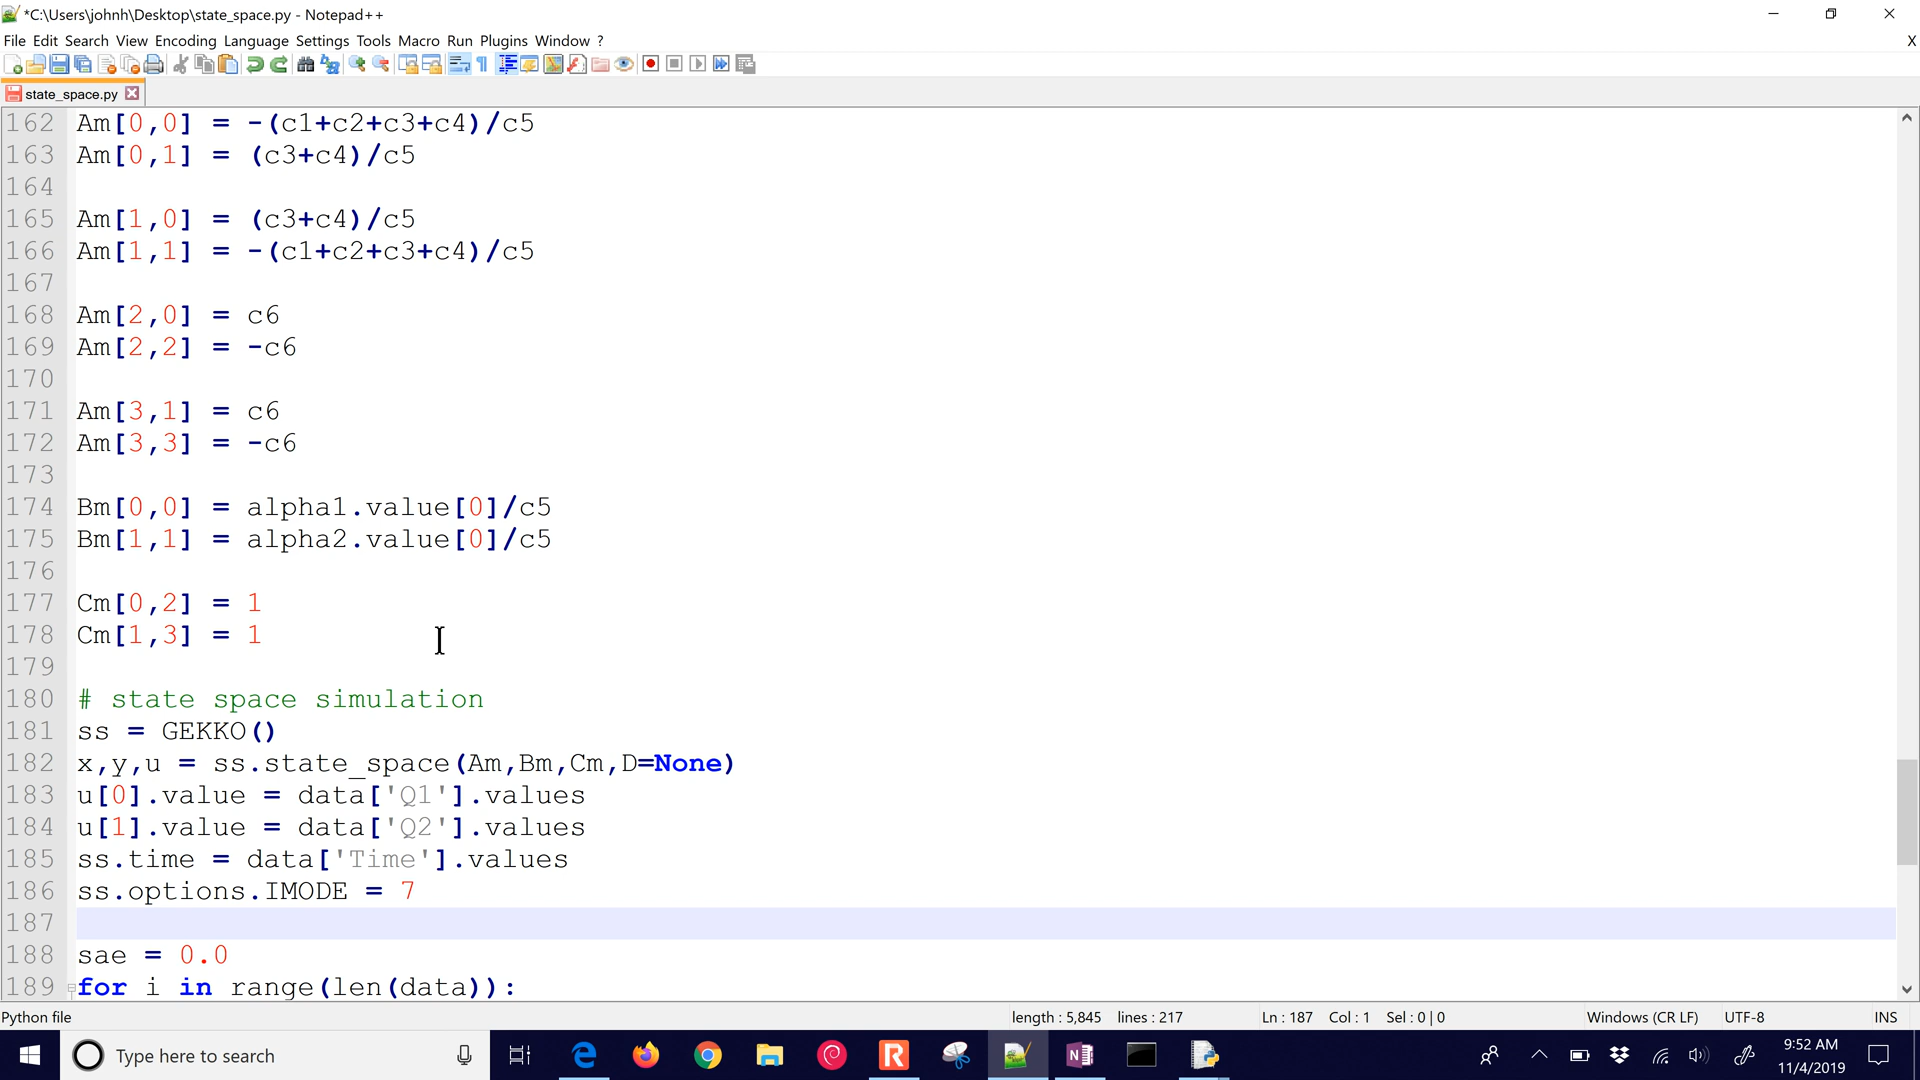 *C:\Users\johnh\Desktop\state_space.py - Notepad++
File Edit Search View Encoding Language Settings Tools Macro Run Plugins Window ?
X
state_space.py
162 Am[0,0] = -(c1+c2+c3+c4)/c5
163 Am[0,1] = (c3+c4)/c5
164
165 Am[1,0] = (c3+c4)/c5
166 Am[1,1] = -(c1+c2+c3+c4)/c5
167
168 Am[2,0] = c6
169 Am[2,2] = -c6
170
171 Am[3,1] = c6
172 Am[3,3] = -c6
173
174 Bm[0,0] = alpha1.value[0]/c5
175 Bm[1,1] = alpha2.value[0]/c5
176
177 Cm[0,2] = 1
178 Cm[1,3] = 1
179
180 # state space simulation
181 ss = GEKKO()
182 x,y,u = ss.state_space(Am,Bm,Cm,D=None)
183 u[0].value = data['Q1'].values
184 u[1].value = data['Q2'].values
185 ss.time = data['Time'].values
186 ss.options.IMODE = 7
187
188 sae = 0.0
189 for i in range(len(data)):
Python file length : 5,845 lines : 217 Ln : 187 Col : 1 Sel : 0 | 0 Windows (CR LF) UTF-8 INS
Type here to search
9:52 AM
11/4/2019